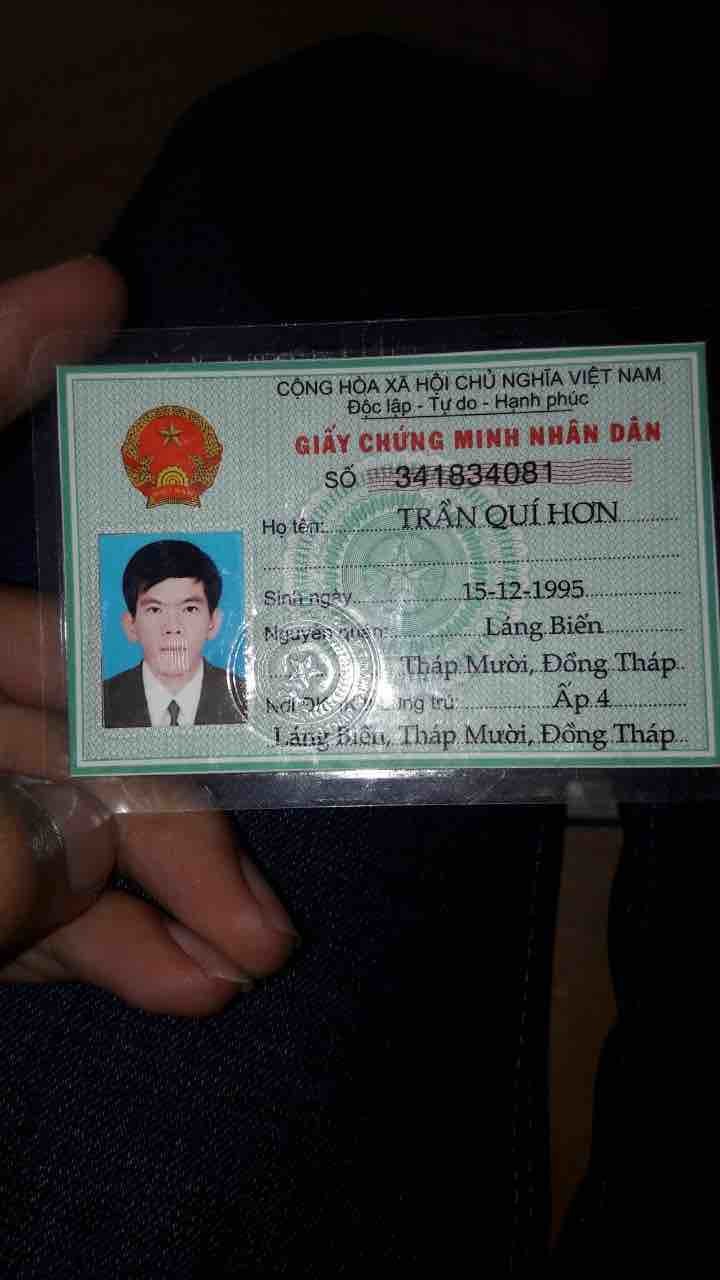 CỘNG HÒA XÃ HỘI CHỦ NGHĨA VIỆT NAM
Độc lập - Tự do - Hạnh phúc
GIẤY CHỨNG MINH NHÂN DÂN
SỐ 341834081
Họ tên: TRẦN QUÍ HƠN
Sinh ngày 15-12-1995
Nguyên quán: Láng Biển
Tháp Mười, Đồng Tháp
Nơi trú: Ấp 4
Láng Biển, Tháp Mười, Đồng Tháp